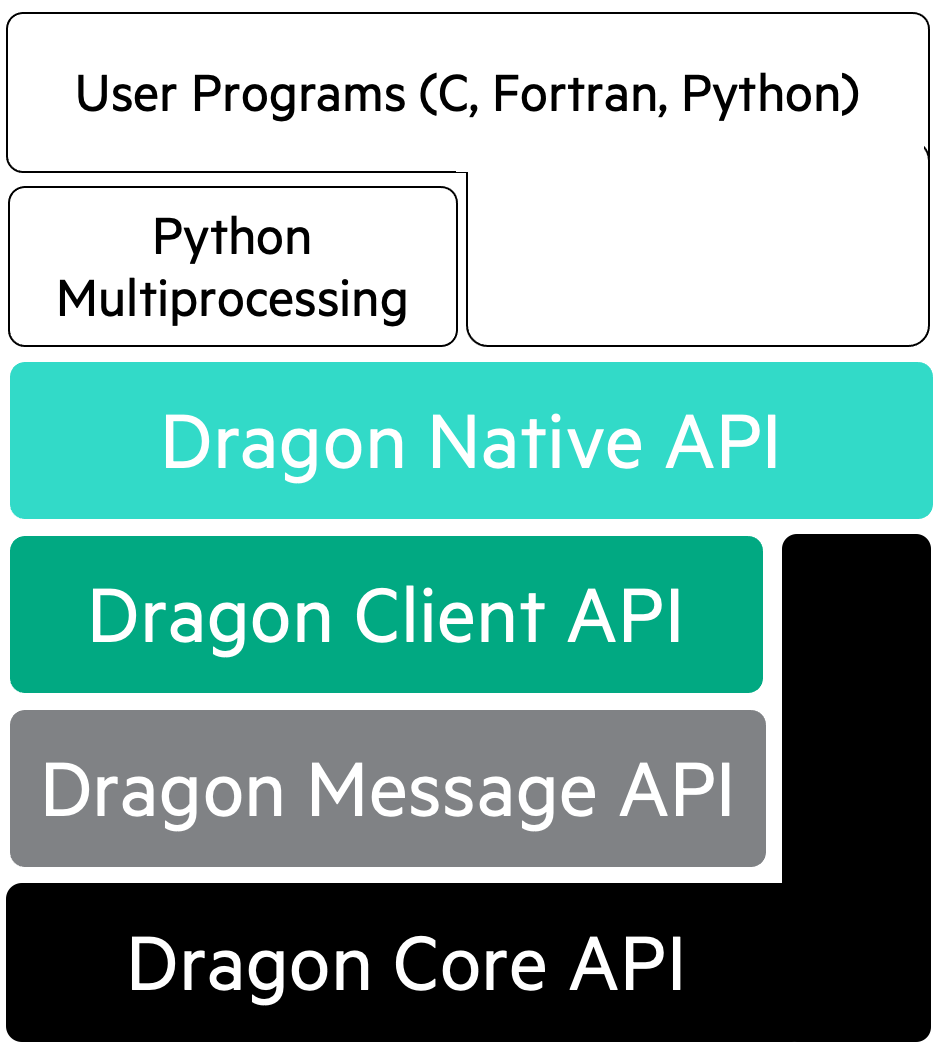 User Programs (C, Fortran, Python)
Python
Multiprocessing
Dragon Native API
Dragon Client API
Dragon Message API
Dragon Core API